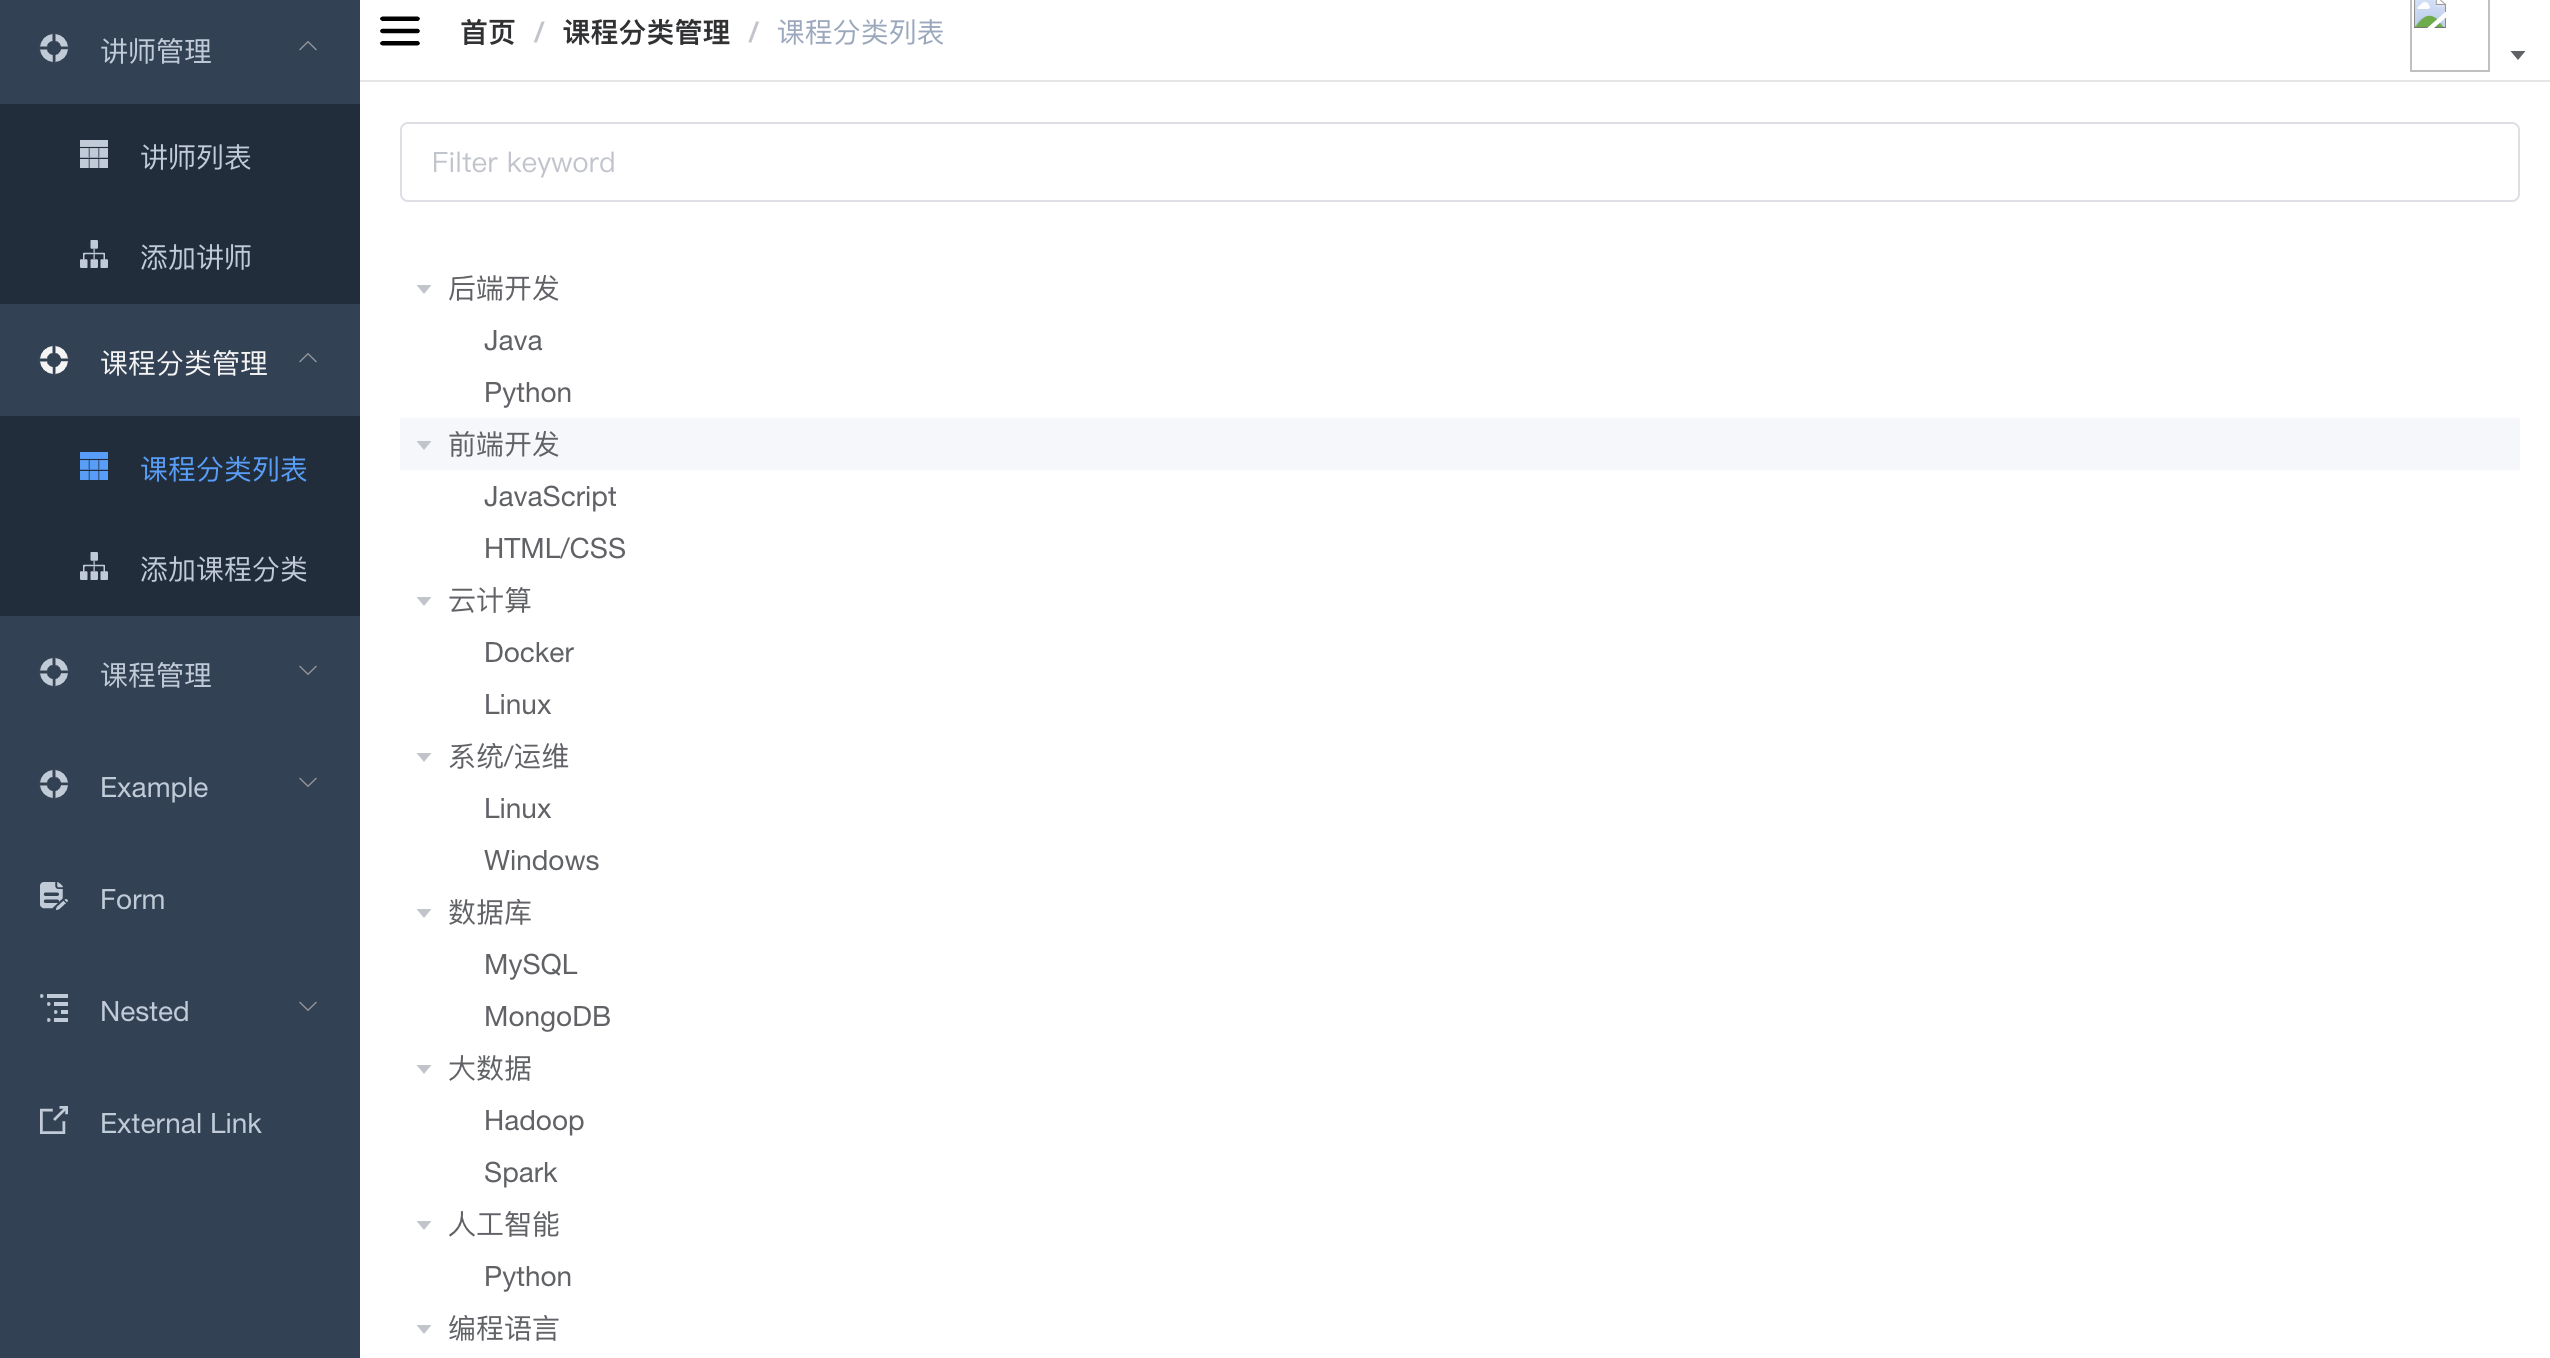 讲师管理
讲师列表
添加讲师
课程分类管理
课程分类列表
添加课程分类
课程管理
Example
Form
Nested
External Link
首页 / 课程分类管理 / 课程分类列表
Filter keyword
后端开发
Java
Python
前端开发
JavaScript
HTML/CSS
云计算
Docker
Linux
系统/运维
Linux
Windows
数据库
MySQL
MongoDB
大数据
Hadoop
Spark
人工智能
Python
编程语言